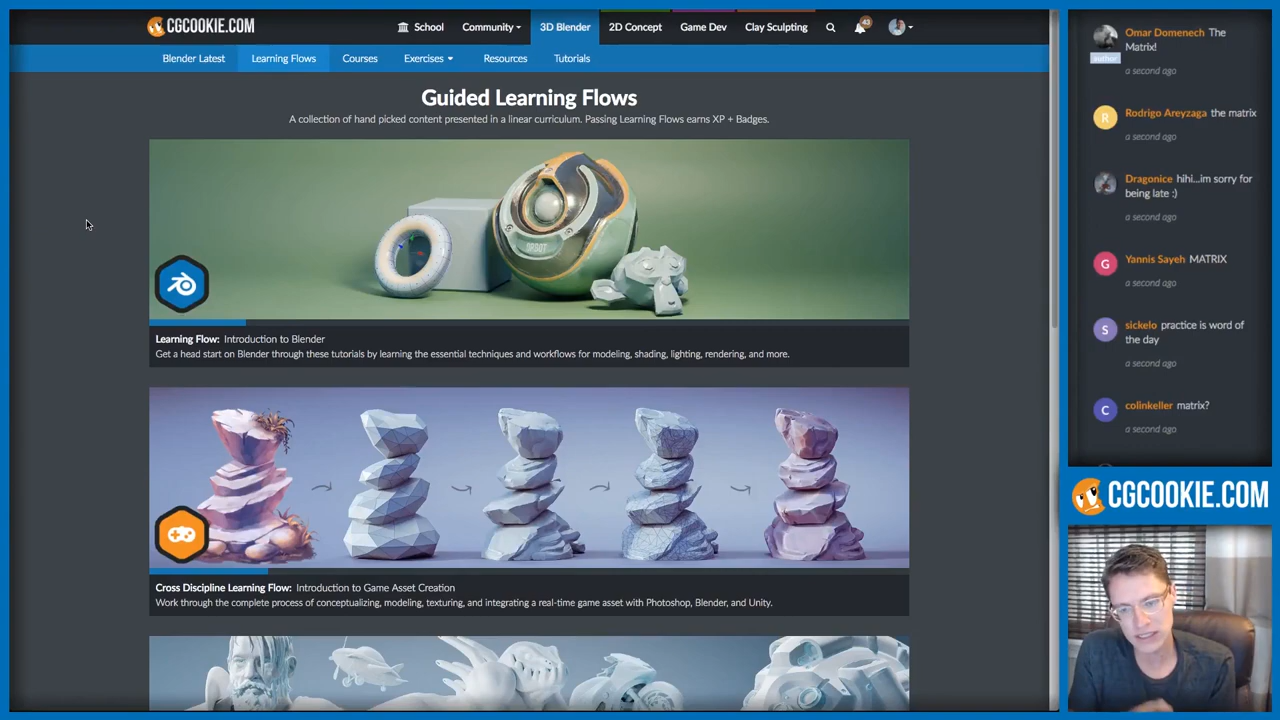 CGCOOKIE.COM
School
Community
3D Blender
2D Concept
Game Dev
Clay Sculpting
43
Blender Latest
Learning Flows
Courses
Exercises
Resources
Tutorials
Guided Learning Flows
A collection of hand picked content presented in a linear curriculum. Passing Learning Flows earns XP + Badges.
ORBOT
Learning Flow: Introduction to Blender
Get a head start on Blender through these tutorials by learning the essential techniques and workflows for modeling, shading, lighting, rendering, and more.
Cross Discipline Learning Flow: Introduction to Game Asset Creation
Work through the complete process of conceptualizing, modeling, texturing, and integrating a real-time game asset with Photoshop, Blender, and Unity.
Omar Domenech The
Matrix!
author
a second ago
R
Rodrigo Areyzaga the matrix
a second ago
Dragonice hihi...im sorry for
being late :)
a second ago
G
Yannis Sayeh MATRIX
a second ago
S
sickelo practice is word of
the day
a second ago
C
colinkeller matrix?
a second ago
CGCOOKIE.COM